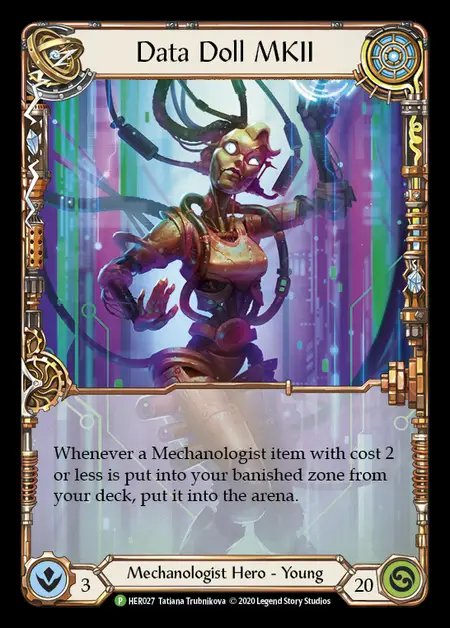 Data Doll MKII
Whenever a Mechanologist item with cost 2
or less is put into your banished zone from
your deck, put it into the arena.
3
Mechanologist Hero - Young
20
P HER027 Tatiana Trubnikova © 2020 Legend Story Studios